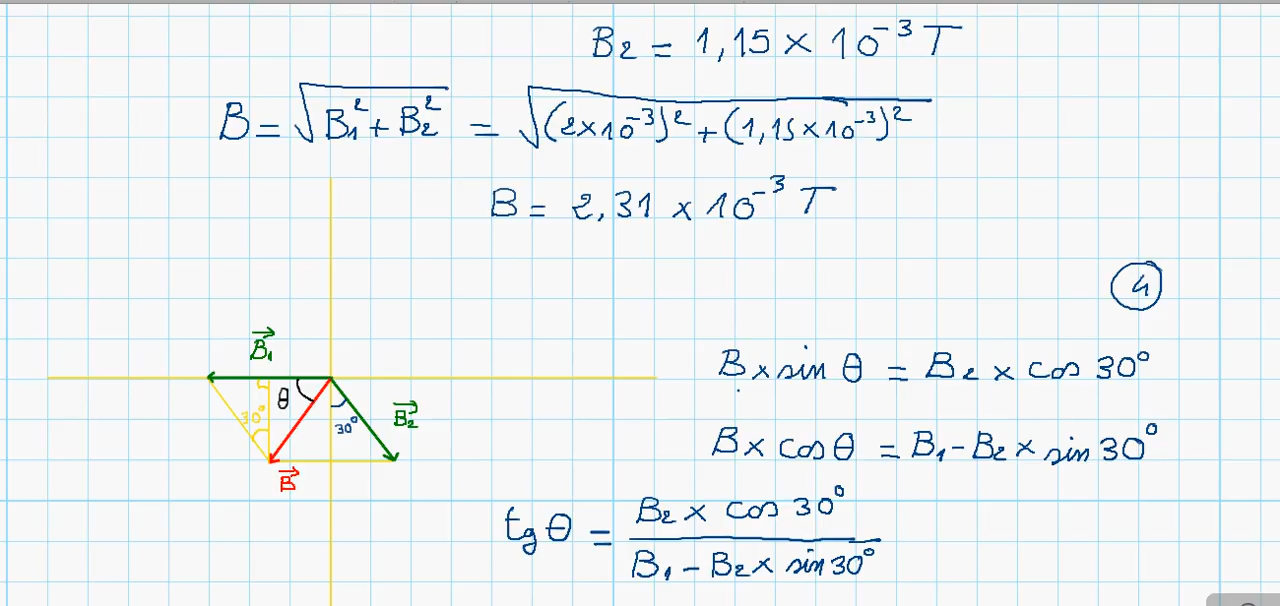 B₂ = 1,15 × 10⁻³ T
B = √(B₁² + B₂²) = √((2×10⁻³)² + (1,15×10⁻³)²)
B = 2,31 × 10⁻³ T
4
B⃗₁
B × sin θ = B₂ × cos 30°
θ
30°
30°
B⃗₂
B × cos θ = B₁ − B₂ × sin 30°
B⃗
tg θ = (B₂ × cos 30°) / (B₁ − B₂ × sin 30°)